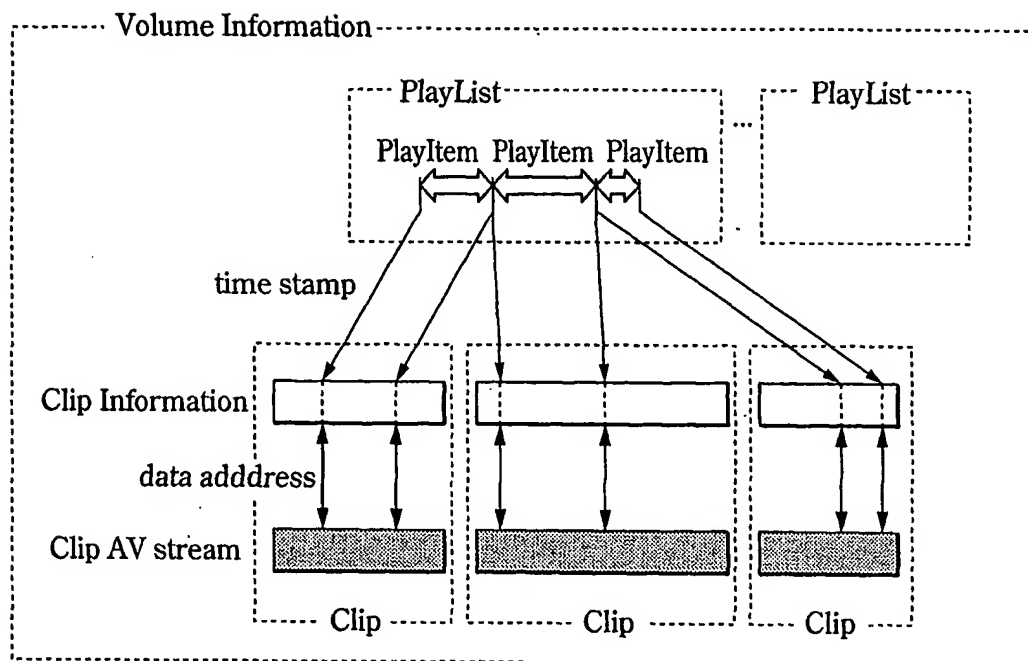 Volume Information
PlayList
...
PlayList
PlayItem PlayItem PlayItem
time stamp
Clip Information
data adddress
Clip AV stream
Clip
Clip
Clip